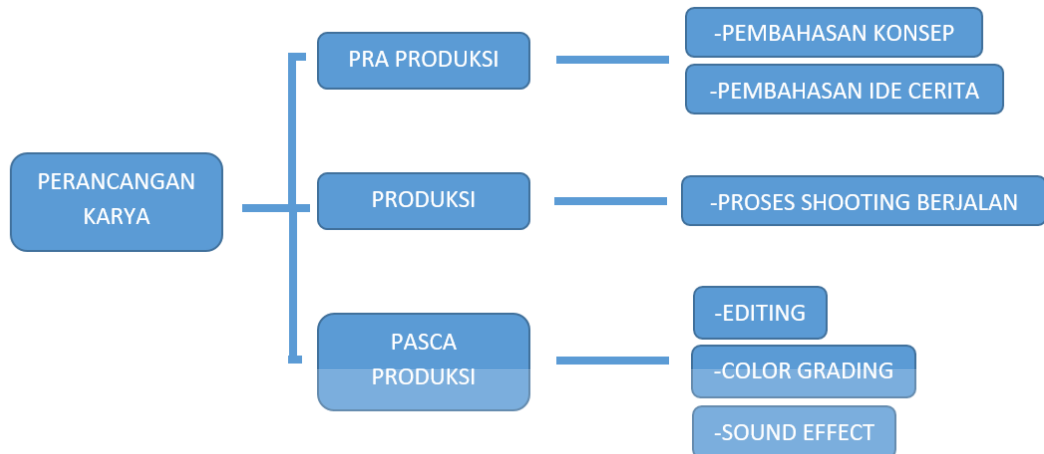 PERANCANGAN
KARYA
PRA PRODUKSI
-PEMBAHASAN KONSEP
-PEMBAHASAN IDE CERITA
PRODUKSI
-PROSES SHOOTING BERJALAN
PASCA
PRODUKSI
-EDITING
-COLOR GRADING
-SOUND EFFECT